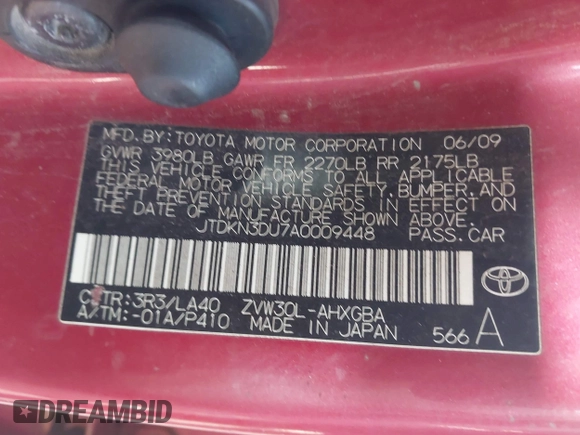 MFD. BY: TOYOTA MOTOR CORPORATION 06/09
GVWR 3980LB GAWR FR 2270LB RR 2175LB
THIS VEHICLE CONFORMS TO ALL APPLICABLE
FEDERAL MOTOR VEHICLE SAFETY, BUMPER, AND
THEFT PREVENTION STANDARDS IN EFFECT ON
THE DATE OF MANUFACTURE SHOWN ABOVE.
JTDKN3DU7A0009448 PASS. CAR
C/TR: 3R3/LA40 ZVW30L-AHXGBA
A/TM: -01A/P410 MADE IN JAPAN 566 A
TOYOTA
DREAMBID